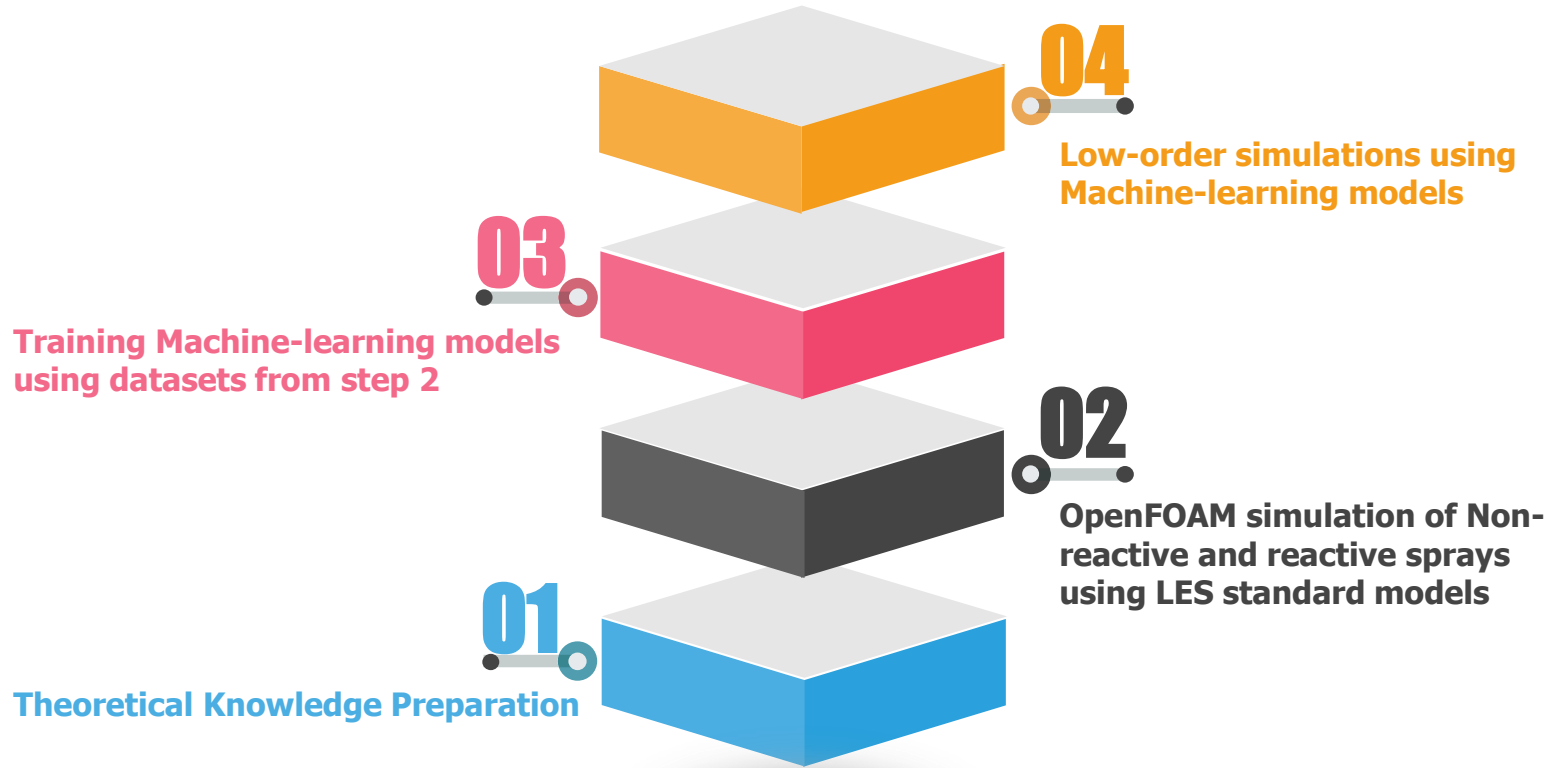 04
Low-order simulations using
Machine-learning models
03
Training Machine-learning models
using datasets from step 2
02
OpenFOAM simulation of Non-
reactive and reactive sprays
using LES standard models
01
Theoretical Knowledge Preparation